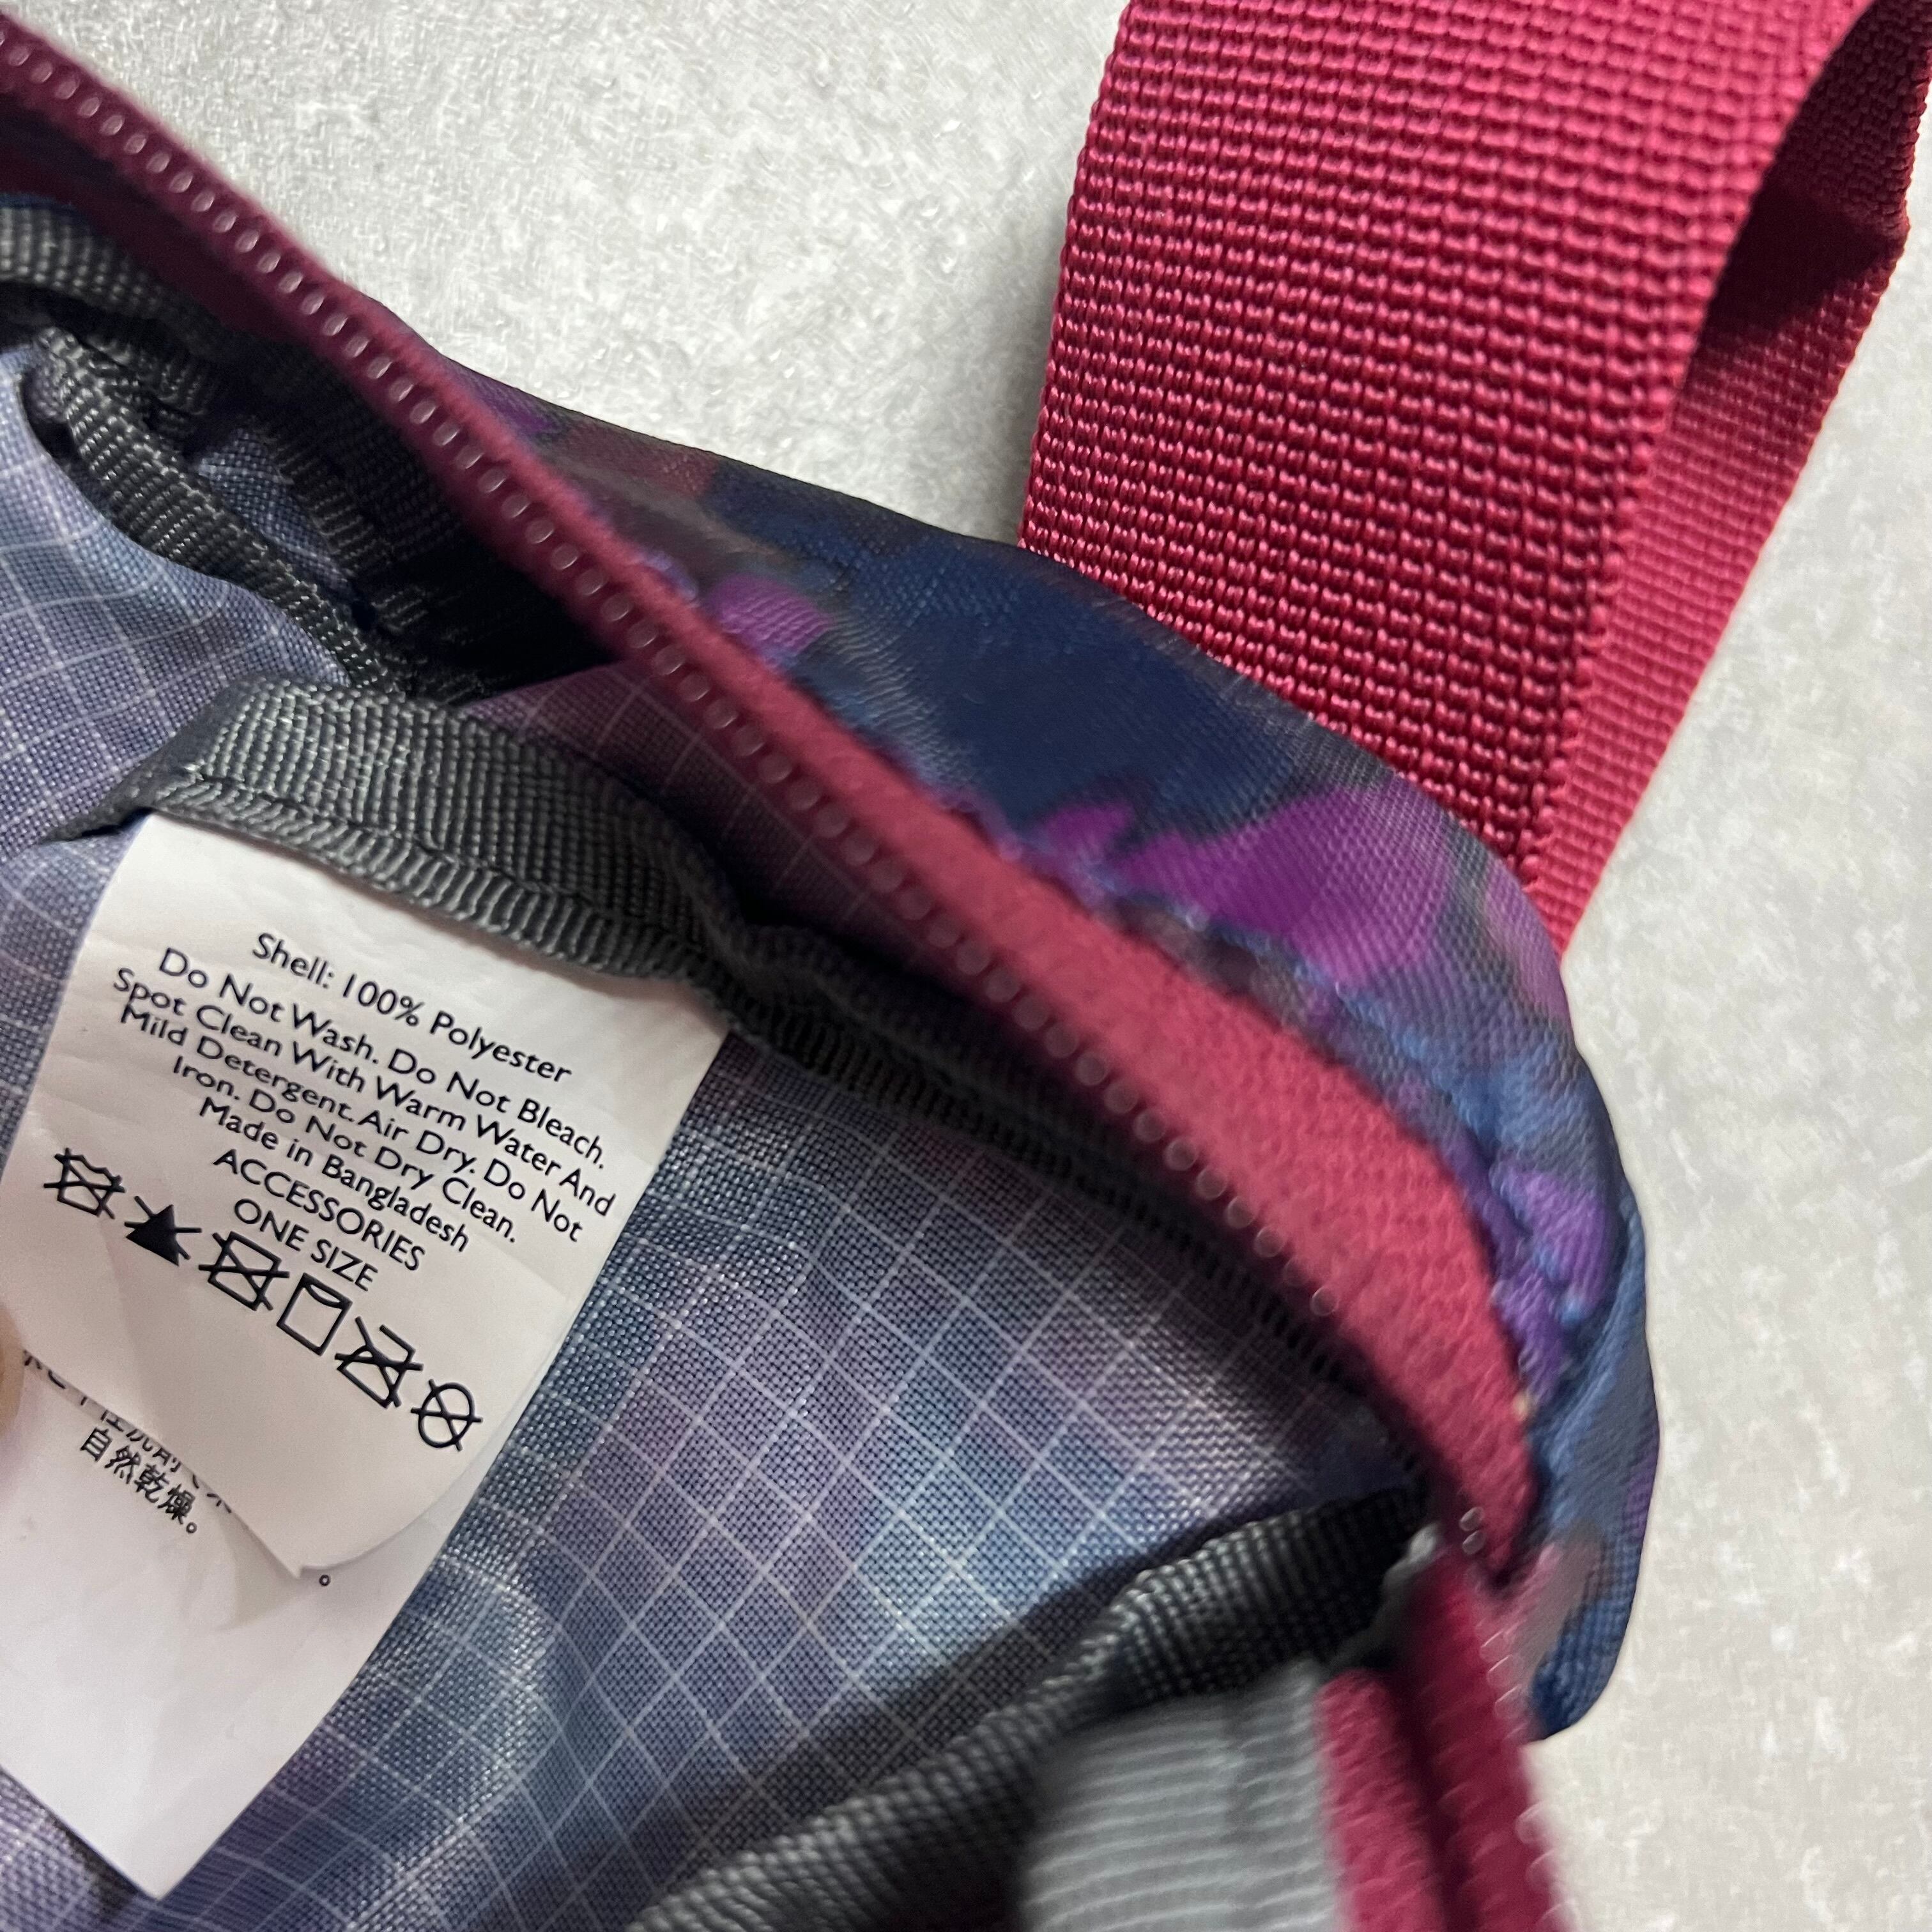 Shell: 100% Polyester
Do Not Wash. Do Not Bleach.
Spot Clean With Warm Water And
Mild Detergent. Air Dry. Do Not
Iron. Do Not Dry Clean.
Made in Bangladesh
ACCESSORIES
ONE SIZE
自然乾燥。